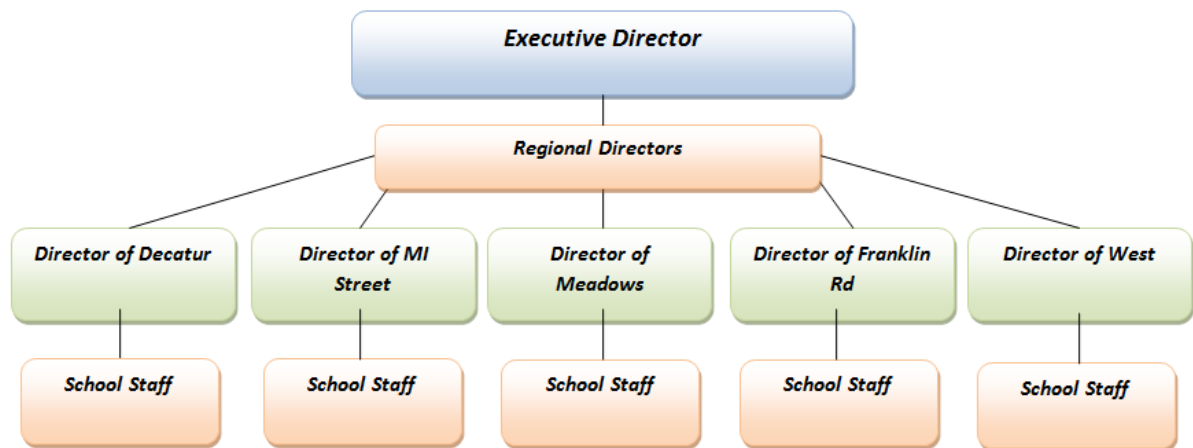 Executive Director
Regional Directors
Director of Decatur
Director of MI
Street
Director of
Meadows
Director of Franklin
Rd
Director of West
School Staff
School Staff
School Staff
School Staff
School Staff